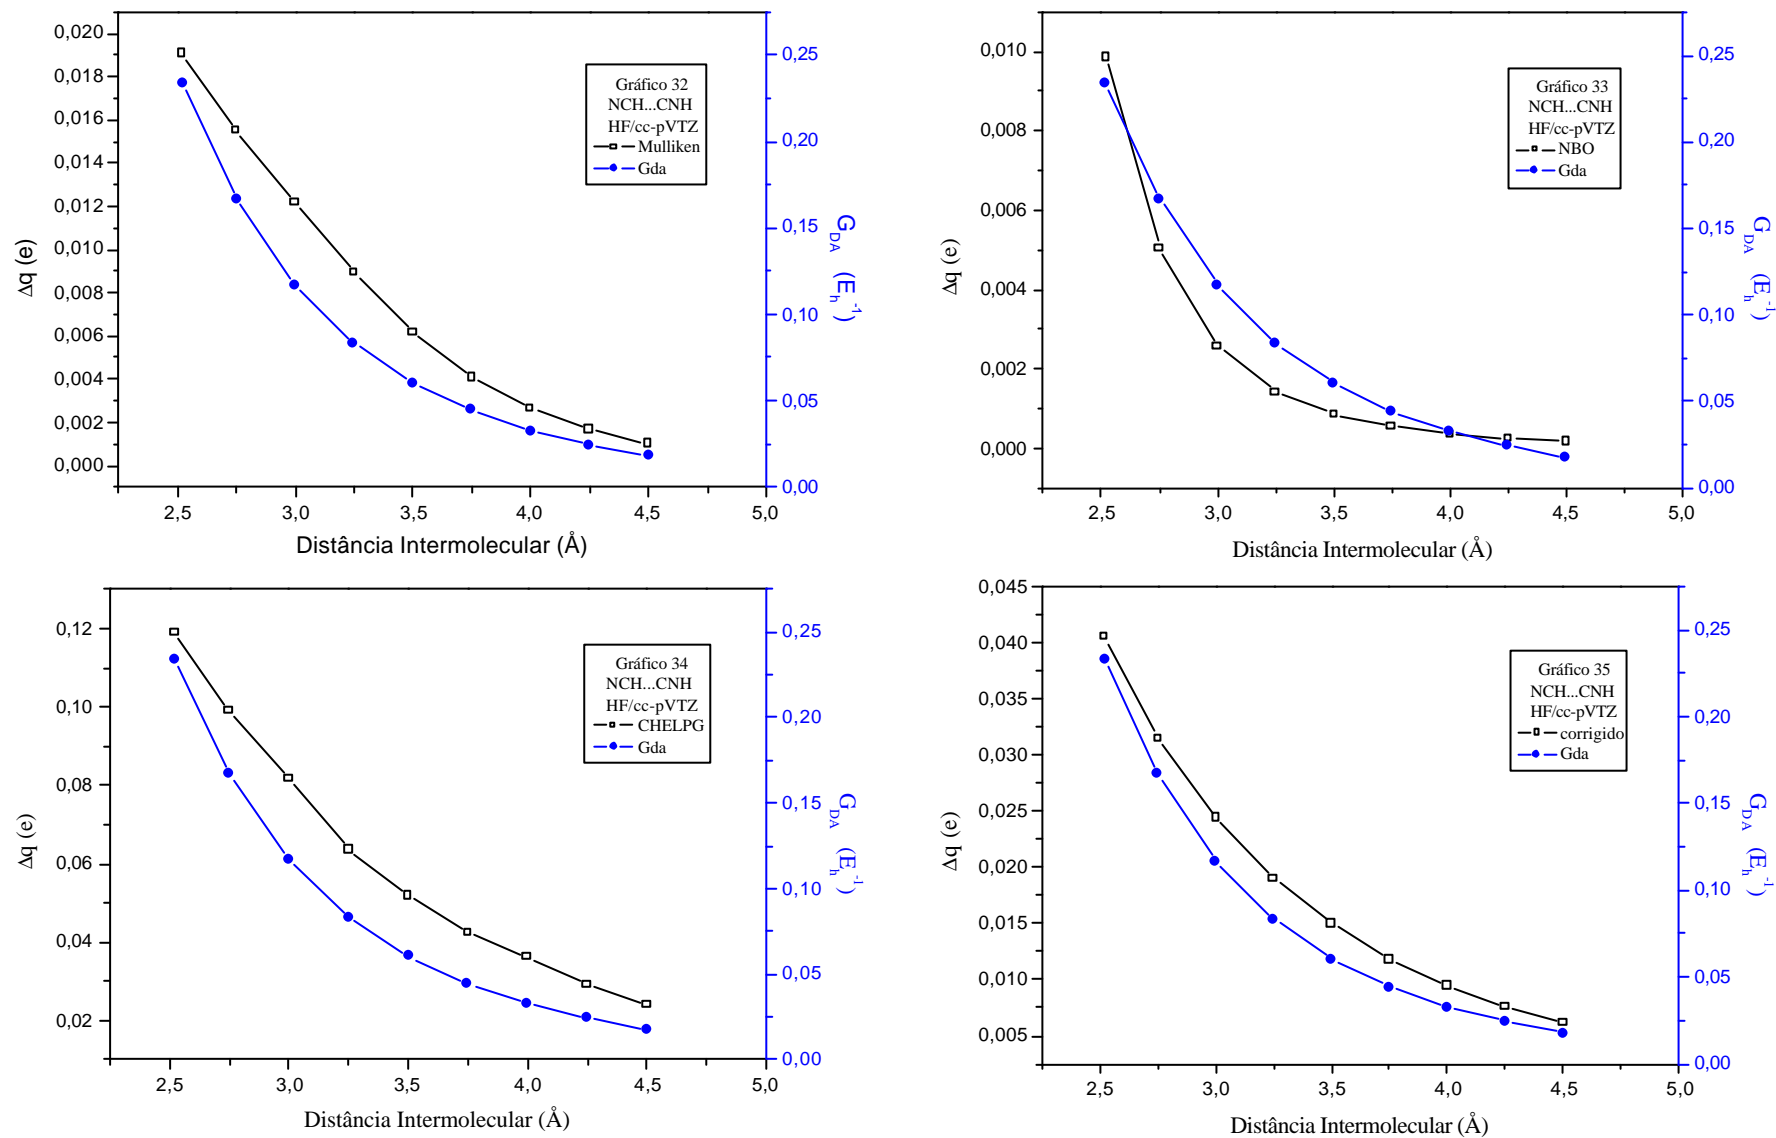 0,020
0,018
0,016
0,014
0,012
0,010
0,008
0,006
0,004
0,002
0,000
Δq (e)
2,5 3,0 3,5 4,0 4,5 5,0
Distância Intermolecular (Å)
0,25
0,20
0,15
0,10
0,05
0,00
G_DA (E_h^-1)
Gráfico 32
NCH...CNH
HF/cc-pVTZ
Mulliken
Gda
0,010
0,008
0,006
0,004
0,002
0,000
Δq (e)
2,5 3,0 3,5 4,0 4,5 5,0
Distância Intermolecular (Å)
0,25
0,20
0,15
0,10
0,05
0,00
G_DA (E_h^-1)
Gráfico 33
NCH...CNH
HF/cc-pVTZ
NBO
Gda
0,12
0,10
0,08
0,06
0,04
0,02
Δq (e)
2,5 3,0 3,5 4,0 4,5 5,0
Distância Intermolecular (Å)
0,25
0,20
0,15
0,10
0,05
0,00
G_DA (E_h^-1)
Gráfico 34
NCH...CNH
HF/cc-pVTZ
CHELPG
Gda
0,045
0,040
0,035
0,030
0,025
0,020
0,015
0,010
0,005
Δq (e)
2,5 3,0 3,5 4,0 4,5 5,0
Distância Intermolecular (Å)
0,25
0,20
0,15
0,10
0,05
0,00
G_DA (E_h^-1)
Gráfico 35
NCH...CNH
HF/cc-pVTZ
corrigido
Gda